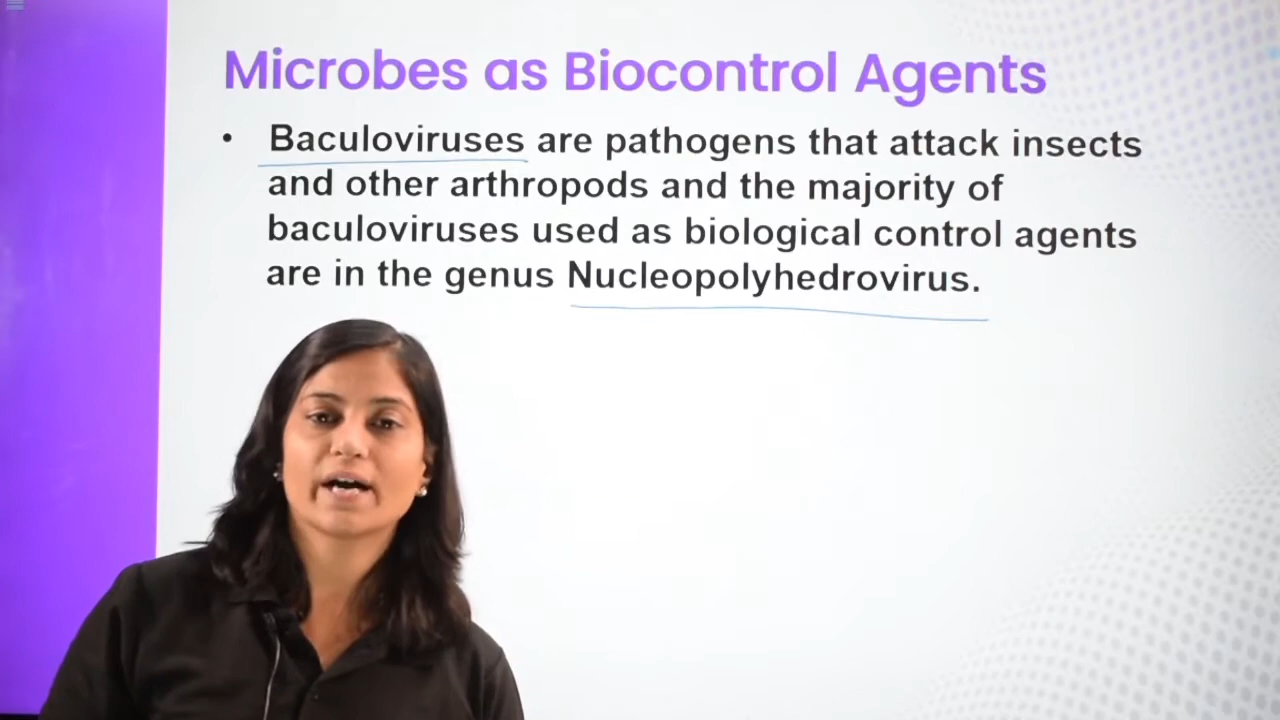 Microbes as Biocontrol Agents
• Baculoviruses are pathogens that attack insects
and other arthropods and the majority of
baculoviruses used as biological control agents
are in the genus Nucleopolyhedrovirus.